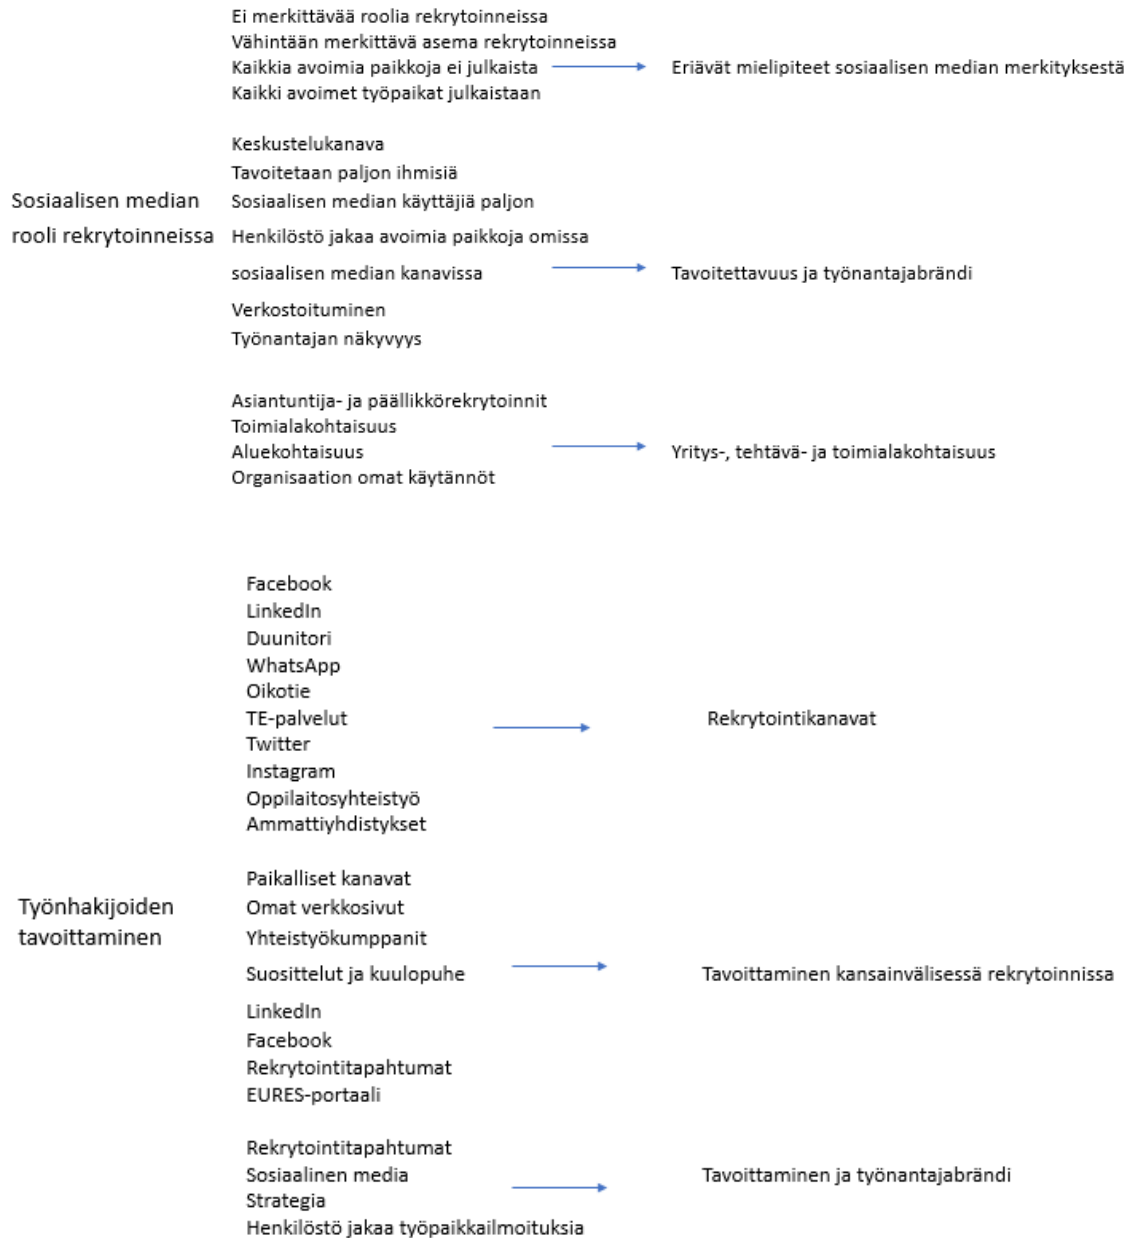 Ei merkittävää roolia rekrytoinneissa
Vähintään merkittävä asema rekrytoinneissa
Kaikkia avoimia paikkoja ei julkaista
Kaikki avoimet työpaikat julkaistaan
Eriävät mielipiteet sosiaalisen median merkityksestä
Sosiaalisen median
rooli rekrytoinneissa
Keskustelukanava
Tavoitetaan paljon ihmisiä
Sosiaalisen median käyttäjiä paljon
Henkilöstö jakaa avoimia paikkoja omissa
sosiaalisen median kanavissa
Verkostoituminen
Työnantajan näkyvyys
Tavoitettavuus ja työnantajabrändi
Asiantuntija- ja päällikkörekrytoinnit
Toimialakohtaisuus
Aluekohtaisuus
Organisaation omat käytännöt
Yritys-, tehtävä- ja toimialakohtaisuus
Facebook
LinkedIn
Duunitori
WhatsApp
Oikotie
TE-palvelut
Twitter
Instagram
Oppilaitosyhteistyö
Ammattiyhdistykset
Rekrytointikanavat
Työnhakijoiden
tavoittaminen
Paikalliset kanavat
Omat verkkosivut
Yhteistyökumppanit
Suosittelut ja kuulopuhe
LinkedIn
Facebook
Rekrytointitapahtumat
EURES-portaali
Tavoittaminen kansainvälisessä rekrytoinnissa
Rekrytointitapahtumat
Sosiaalinen media
Strategia
Henkilöstö jakaa työpaikkailmoituksia
Tavoittaminen ja työnantajabrändi